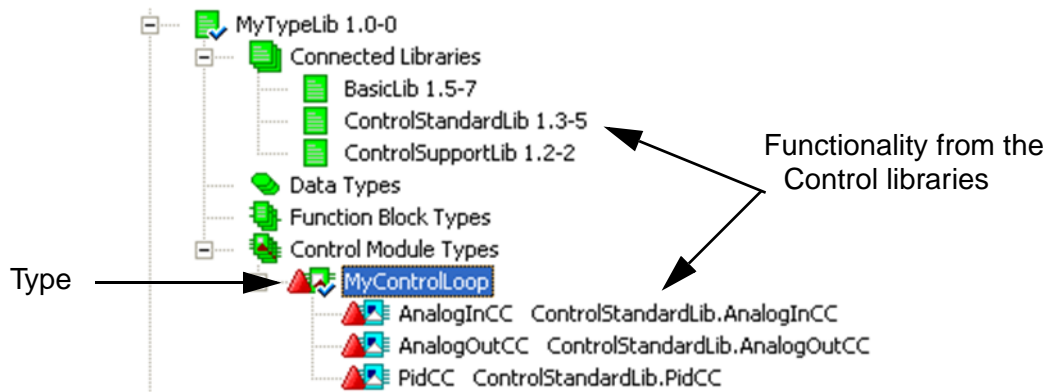 MyTypeLib 1.0-0
Connected Libraries
BasicLib 1.5-7
ControlStandardLib 1.3-5
ControlSupportLib 1.2-2
Functionality from the
Control libraries
Data Types
Function Block Types
Control Module Types
Type
MyControlLoop
AnalogInCC ControlStandardLib.AnalogInCC
AnalogOutCC ControlStandardLib.AnalogOutCC
PidCC ControlStandardLib.PidCC